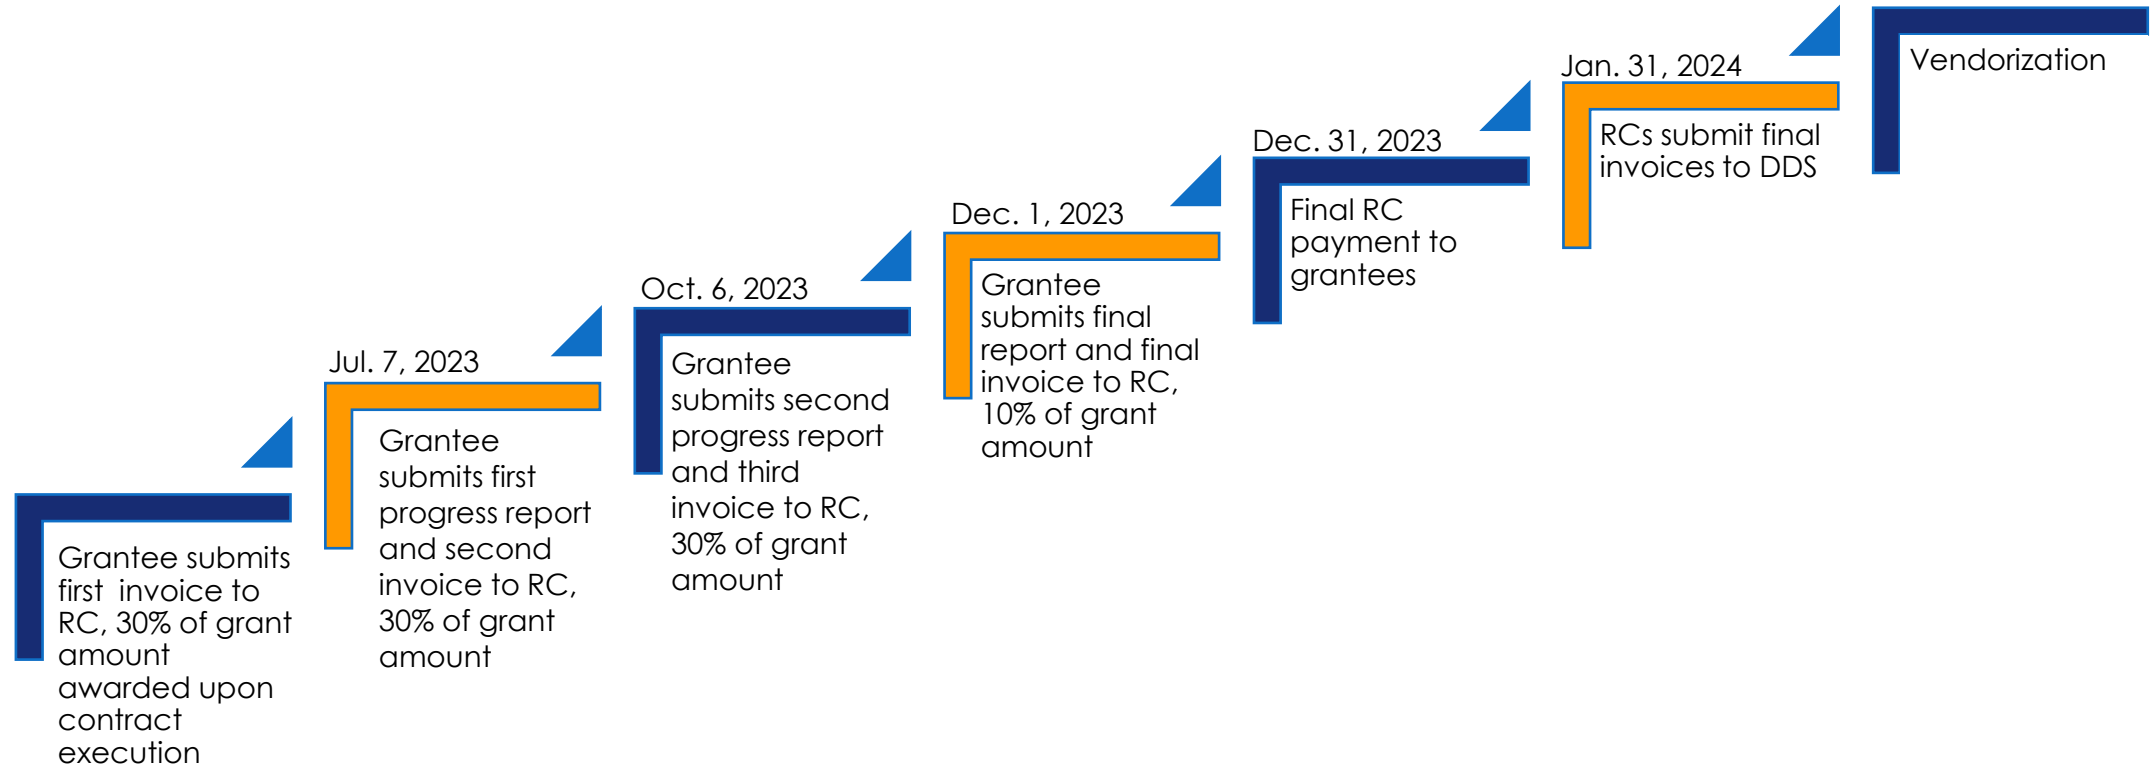 Grantee submits
first invoice to
RC, 30% of grant
amount
awarded upon
contract
execution
Jul. 7, 2023
Grantee
submits first
progress report
and second
invoice to RC,
30% of grant
amount
Oct. 6, 2023
Grantee
submits second
progress report
and third
invoice to RC,
30% of grant
amount
Dec. 1, 2023
Grantee
submits final
report and final
invoice to RC,
10% of grant
amount
Dec. 31, 2023
Final RC
payment to
grantees
Jan. 31, 2024
RCs submit final
invoices to DDS
Vendorization